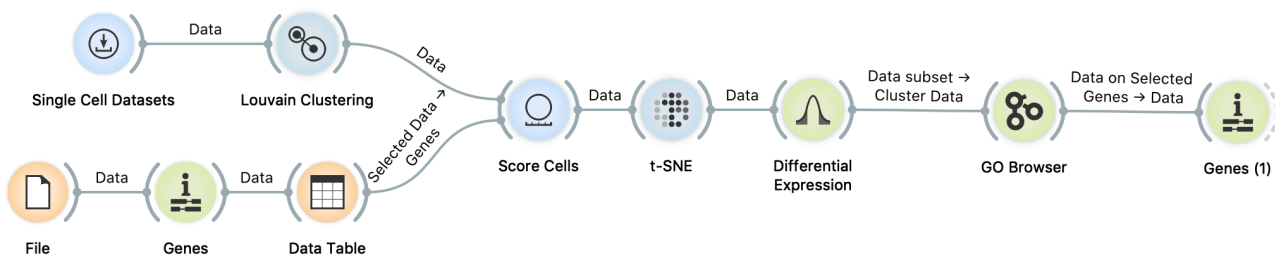 Data
Data
Single Cell Datasets
Louvain Clustering
Selected Data →
Genes
Data
Data
Data subset →
Cluster Data
Data on Selected
Genes → Data
Score Cells
t-SNE
Differential
Expression
GO Browser
Genes (1)
Data
Data
File
Genes
Data Table